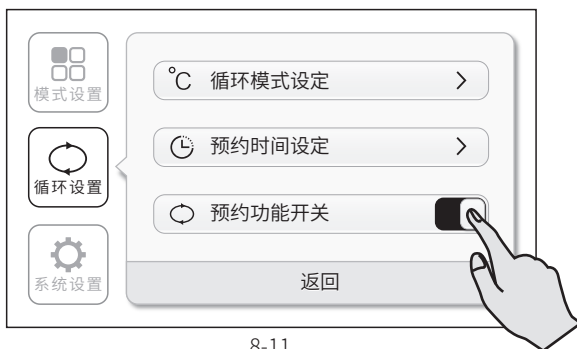 模式设置
循环设置
系统设置
℃ 循环模式设定
预约时间设定
预约功能开关
返回
8-11